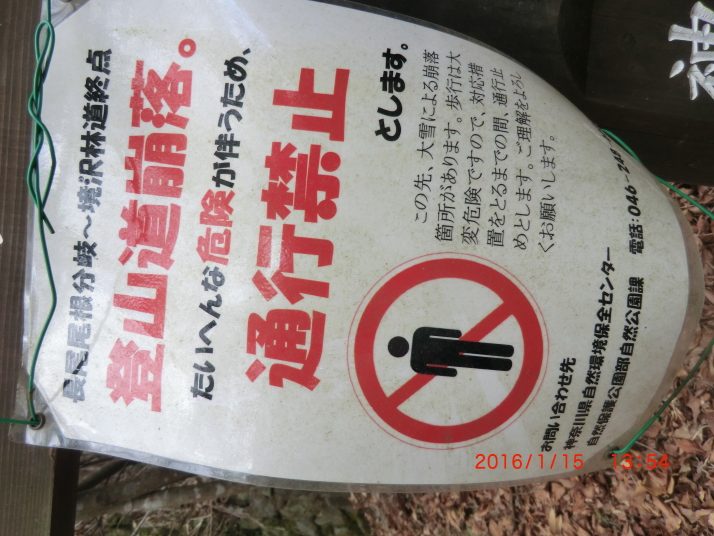 長尾尾根分岐～境沢林道終点
登山道崩落。
たいへんな危険が伴うため、
通行禁止
とします。
この先、大雪による崩落
箇所があります。歩行は大
変危険ですので、対応措
置をとるまでの間、通行止
めとします。ご理解をよろし
くお願いします。
お問い合わせ先
神奈川県自然環境保全センター
自然保護公園部自然公園課　電話：046-24
神
2016/1/15 13:54